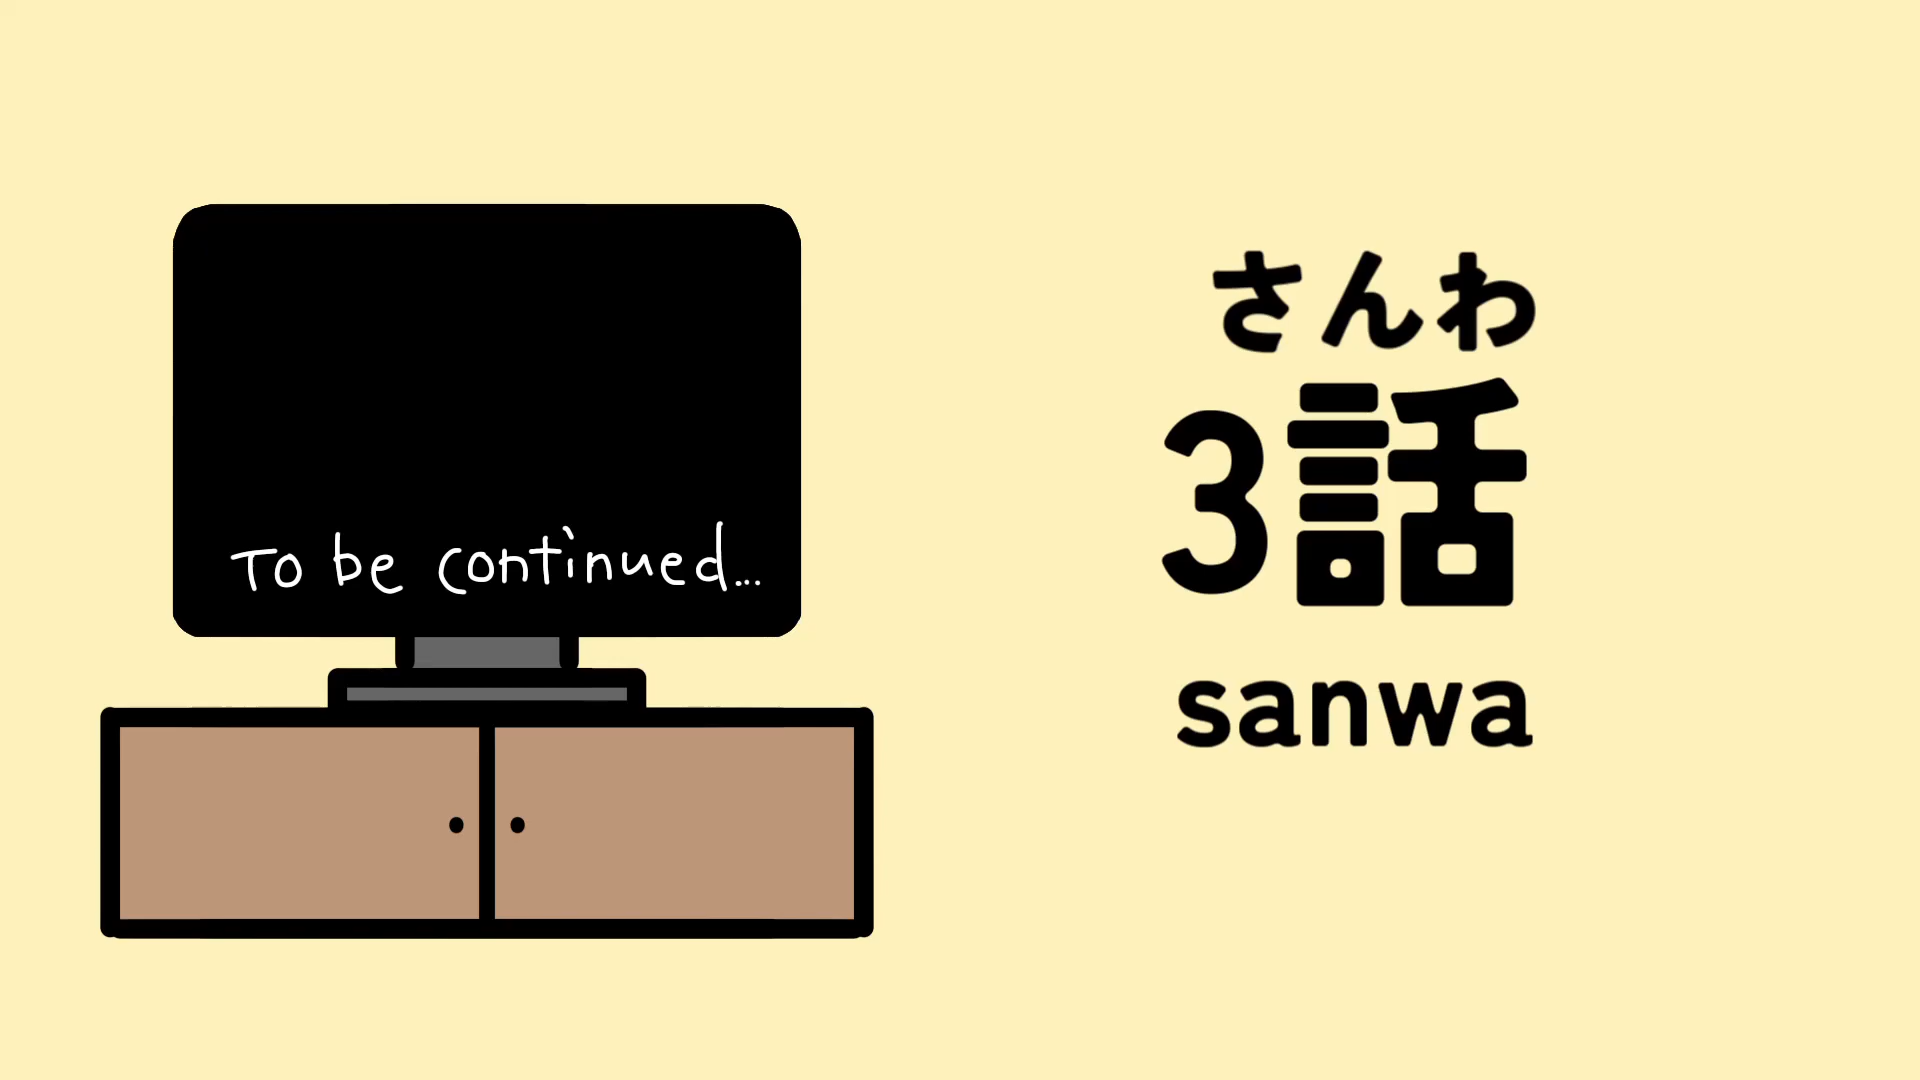 To be continued...
さんわ
3話
sanwa